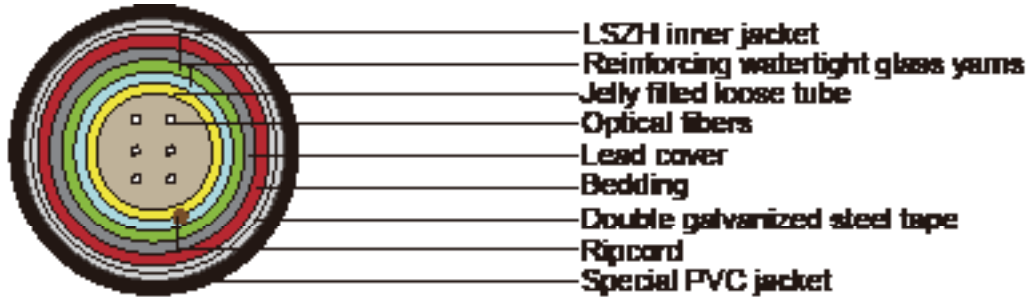 LSZH inner jacket
Reinforcing watertight glass yarns
Jelly filled loose tube
Optical fibers
Lead cover
Bedding
Double galvanized steel tape
Ripcord
Special PVC jacket